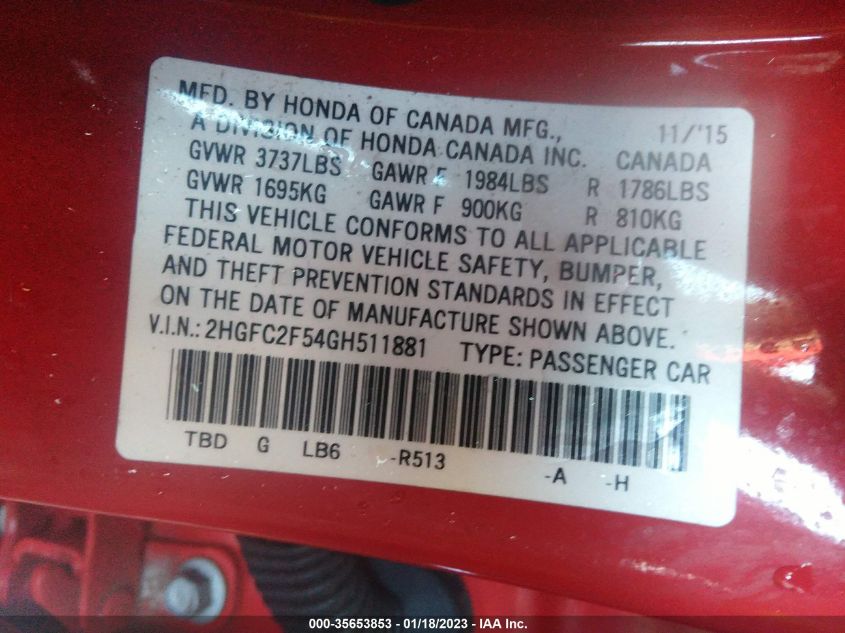 MFD. BY HONDA OF CANADA MFG., 11/'15
A DIVISION OF HONDA CANADA INC. CANADA
GVWR 3737LBS GAWR F 1984LBS R 1786LBS
GVWR 1695KG GAWR F 900KG R 810KG
THIS VEHICLE CONFORMS TO ALL APPLICABLE
FEDERAL MOTOR VEHICLE SAFETY, BUMPER,
AND THEFT PREVENTION STANDARDS IN EFFECT
ON THE DATE OF MANUFACTURE SHOWN ABOVE.
V.I.N.: 2HGFC2F54GH511881 TYPE: PASSENGER CAR
TBD G LB6 -R513 -A -H
000-35653853 - 01/18/2023 - IAA Inc.